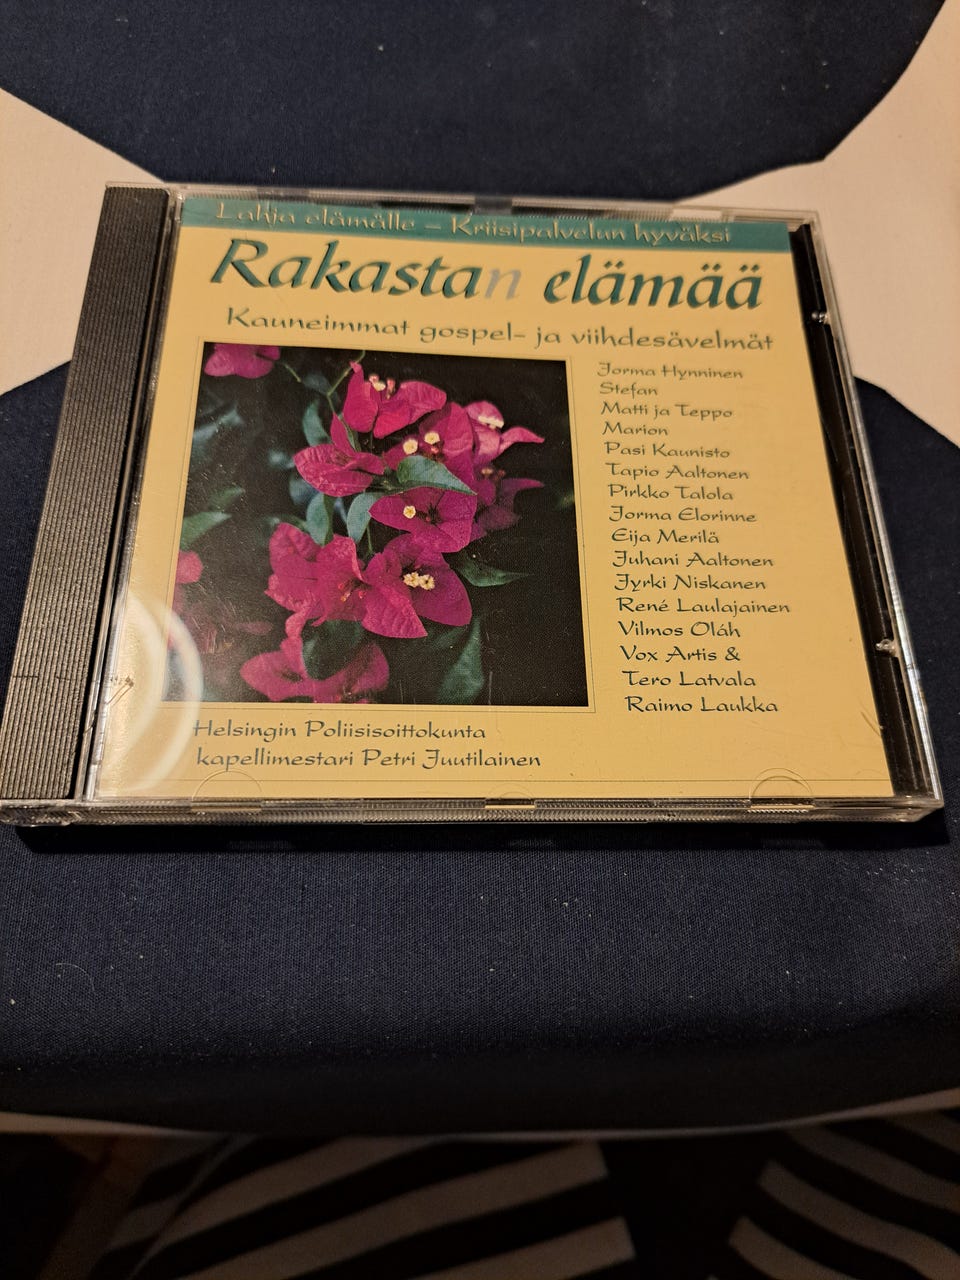 Lahja elämälle – Kriisipalvelun hyväksi
Rakastan elämää
Kauneimmat gospel- ja viihdesävelmät
Jorma Hynninen
Stefan
Matti ja Teppo
Marion
Pasi Kaunisto
Tapio Aaltonen
Pirkko Talola
Jorma Elorinne
Eija Merilä
Juhani Aaltonen
Jyrki Niskanen
René Laulajainen
Vilmos Oláh
Vox Artis &
Tero Latvala
Raimo Laukka
Helsingin Poliisisoittokunta
kapellimestari Petri Juutilainen